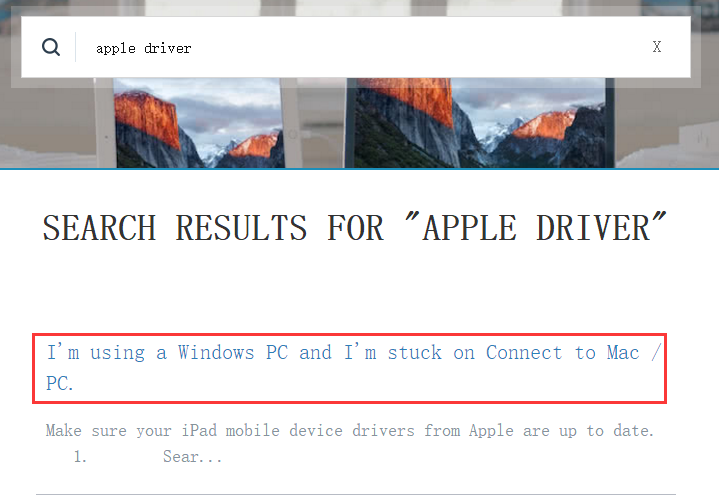 apple driver X
SEARCH RESULTS FOR "APPLE DRIVER"
I'm using a Windows PC and I'm stuck on Connect to Mac /
PC.
Make sure your iPad mobile device drivers from Apple are up to date.
1. Sear...